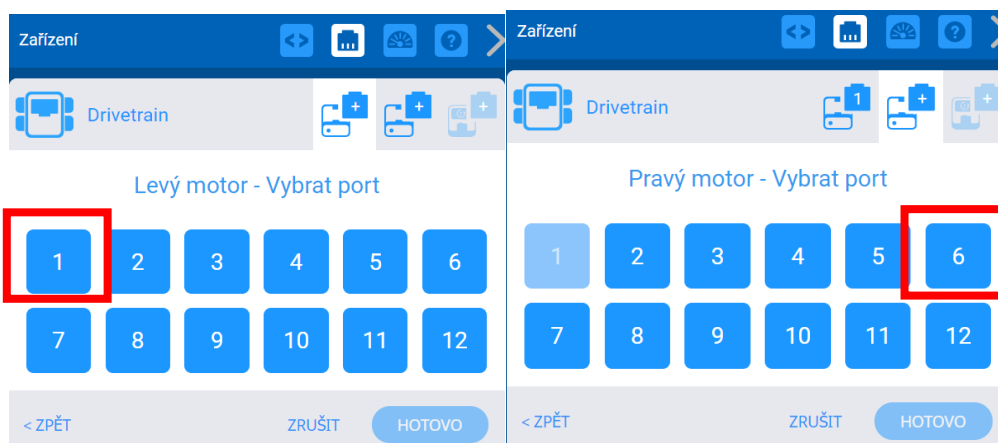 Zařízení
Drivetrain
+ + +
Levý motor - Vybrat port
1 2 3 4 5 6
7 8 9 10 11 12
< ZPĚT ZRUŠIT HOTOVO
Zařízení
Drivetrain
1 + +
Pravý motor - Vybrat port
1 2 3 4 5 6
7 8 9 10 11 12
< ZPĚT ZRUŠIT HOTOVO